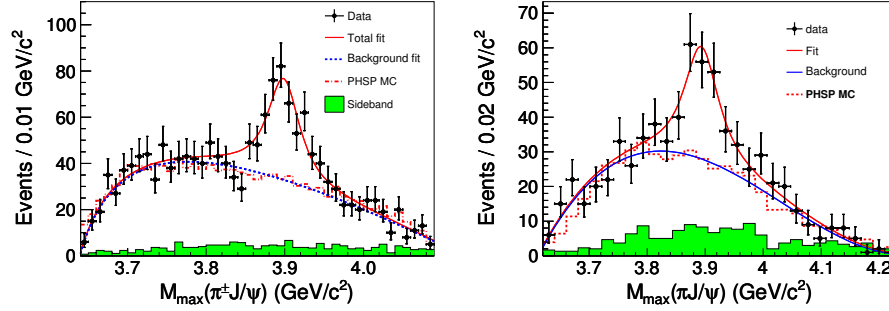 Events / 0.01 GeV/c²
100
80
60
40
20
0
3.7
3.8
3.9
4.0
M_max(π±J/ψ) (GeV/c²)
Data
Total fit
Background fit
PHSP MC
Sideband
Events / 0.02 GeV/c²
70
60
50
40
30
20
10
0
3.7
3.8
3.9
4
4.1
4.2
M_max(πJ/ψ) (GeV/c²)
data
Fit
Background
PHSP MC